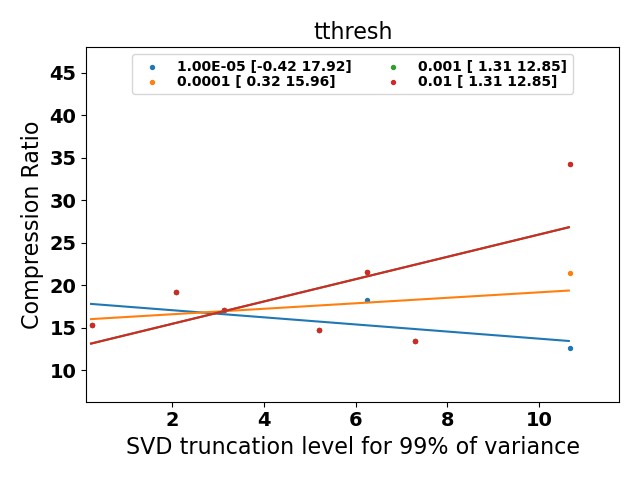 tthresh
1.00E-05 [-0.42 17.92]
0.0001 [ 0.32 15.96]
0.001 [ 1.31 12.85]
0.01 [ 1.31 12.85]
Compression Ratio
45
40
35
30
25
20
15
10
2 4 6 8 10
SVD truncation level for 99% of variance